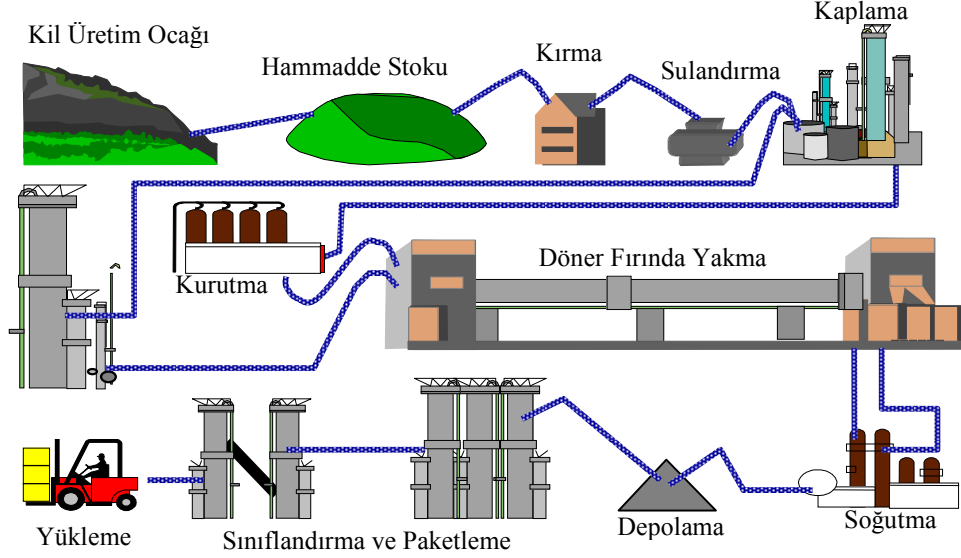 Kil Üretim Ocağı
Hammadde Stoku
Kırma
Sulandırma
Kaplama
Kurutma
Döner Fırında Yakma
Yükleme
Sınıflandırma ve Paketleme
Depolama
Soğutma